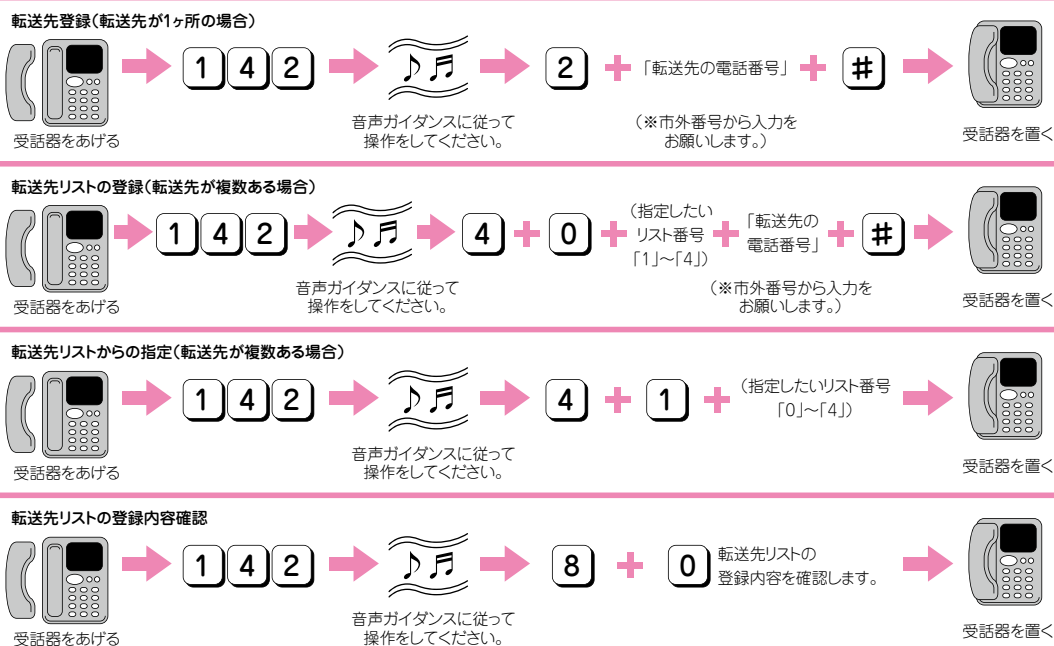 転送先登録(転送先が1ヶ所の場合)
受話器をあげる
1 4 2
音声ガイダンスに従って
操作をしてください。
2 + 「転送先の電話番号」 + #
(※市外番号から入力を
お願いします。)
受話器を置く
転送先リストの登録(転送先が複数ある場合)
受話器をあげる
1 4 2
音声ガイダンスに従って
操作をしてください。
4 + 0 +
(指定したい
リスト番号
「1」~「4」)
+
「転送先の
電話番号」
+ #
(※市外番号から入力を
お願いします。)
受話器を置く
転送先リストからの指定(転送先が複数ある場合)
受話器をあげる
1 4 2
音声ガイダンスに従って
操作をしてください。
4 + 1 +
(指定したいリスト番号
「0」~「4」)
受話器を置く
転送先リストの登録内容確認
受話器をあげる
1 4 2
音声ガイダンスに従って
操作をしてください。
8 + 0
転送先リストの
登録内容を確認します。
受話器を置く